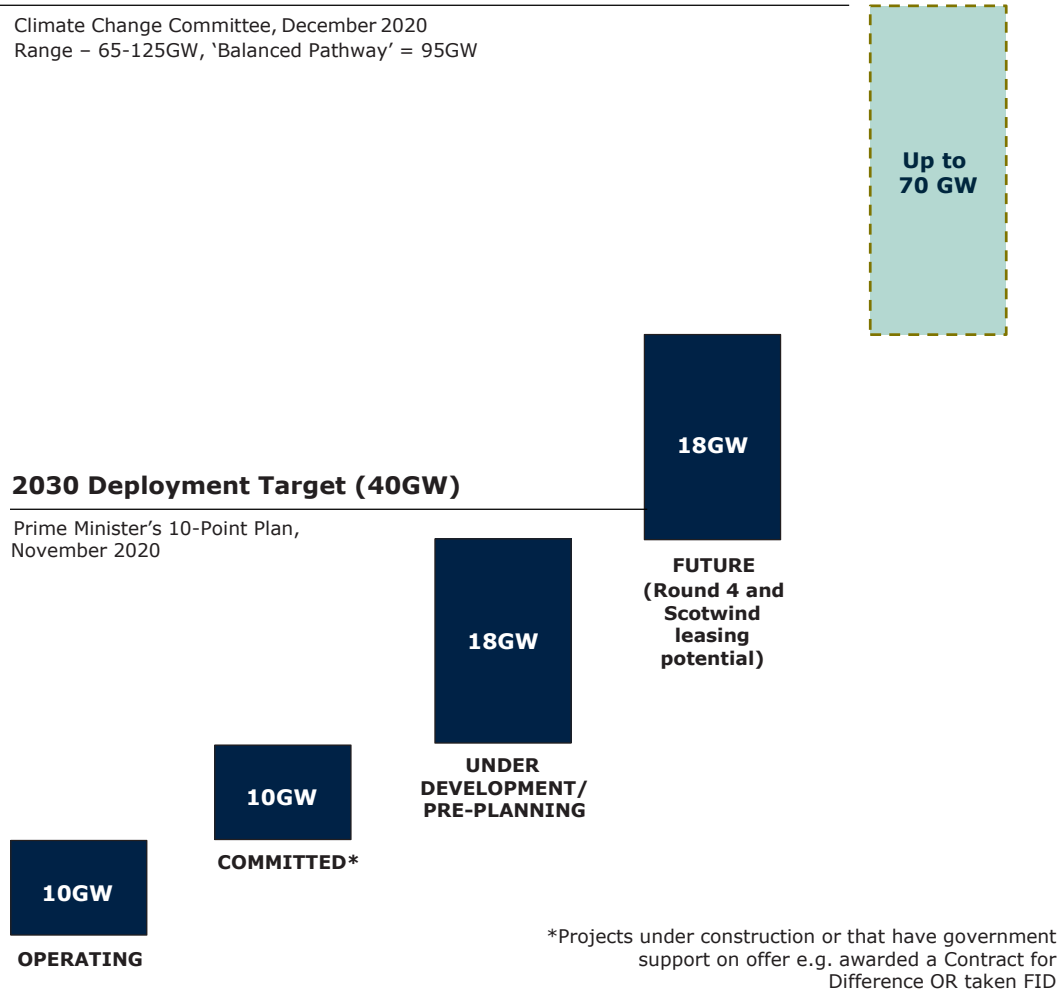 Climate Change Committee, December 2020
Range – 65-125GW, ‘Balanced Pathway’ = 95GW
Up to
70 GW
18GW
2030 Deployment Target (40GW)
Prime Minister’s 10-Point Plan,
November 2020
FUTURE
(Round 4 and
Scotwind
leasing
potential)
18GW
UNDER
DEVELOPMENT/
PRE-PLANNING
10GW
COMMITTED*
10GW
OPERATING
*Projects under construction or that have government
support on offer e.g. awarded a Contract for
Difference OR taken FID